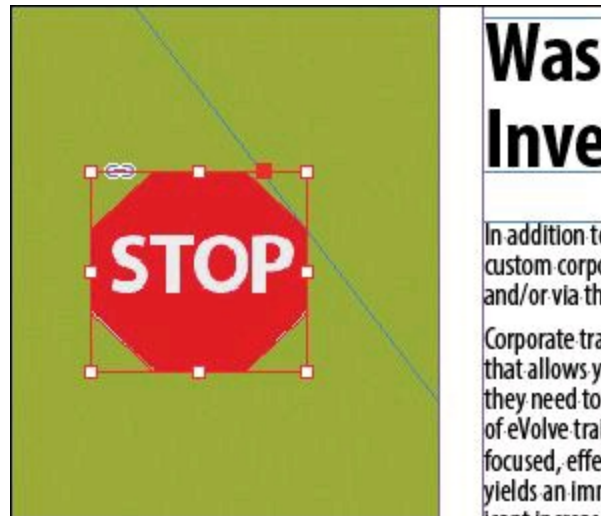 STOP
Was
Inve
In addition to
custom corpo
and/or via th
Corporate tra
that allows y
they need to
of eVolve trai
focused, effe
yields an imr